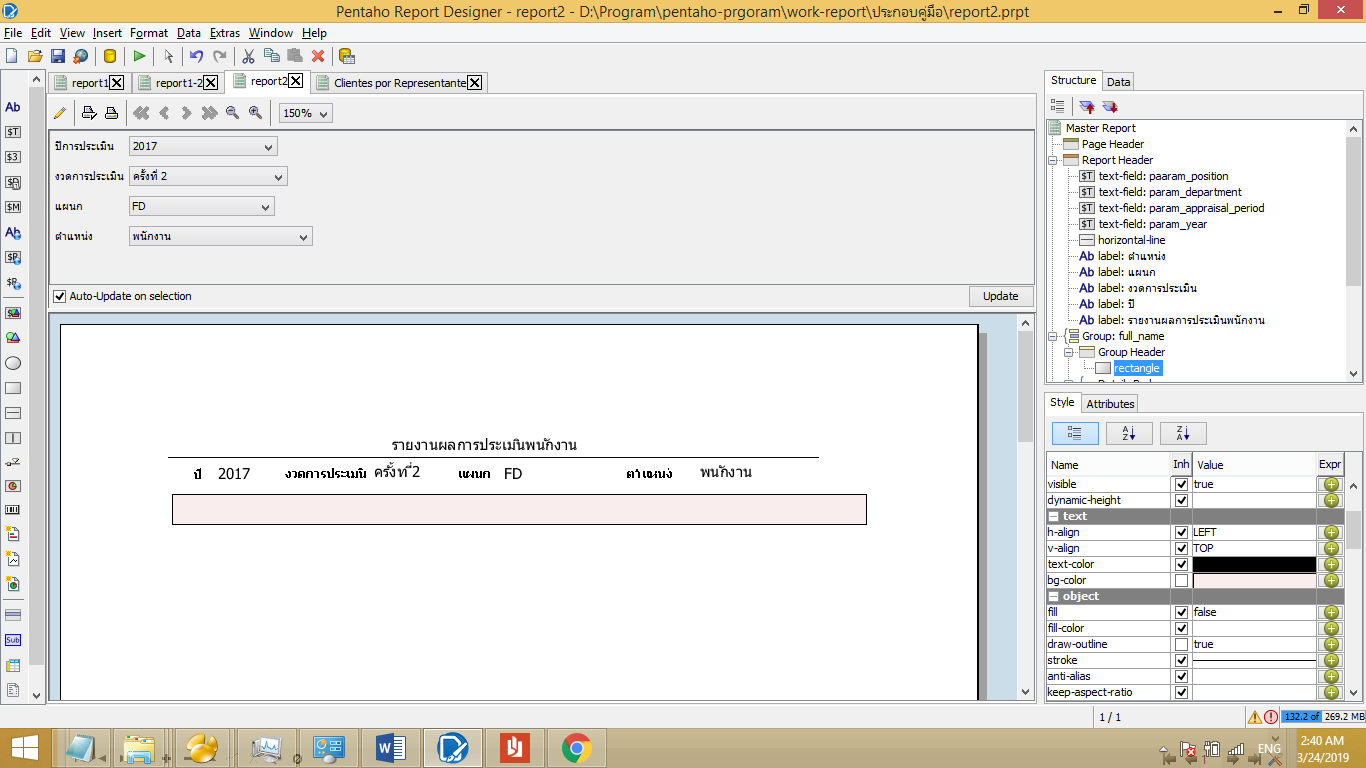 Pentaho Report Designer - report2 - D:\Program\pentaho-prgoram\work-report\ประกอบคู่มือ\report2.prpt
File Edit View Insert Format Data Extras Window Help
report1 report1-2 report2 Clientes por Representante
150%
ปีการประเมิน 2017
งวดการประเมิน ครั้งที่ 2
แผนก FD
ตำแหน่ง พนักงาน
Auto-Update on selection Update
รายงานผลการประเมินพนักงาน
ปี 2017 งวดการประเมิน ครั้งที่ 2 แผนก FD ตำแหน่ง พนักงาน
Ab
$T
$3
$M
Ab
Sub
Structure Data
Master Report
Page Header
Report Header
$T text-field: paaram_position
$T text-field: param_department
$T text-field: param_appraisal_period
$T text-field: param_year
horizontal-line
Ab label: ตำแหน่ง
Ab label: แผนก
Ab label: งวดการประเมิน
Ab label: ปี
Ab label: รายงานผลการประเมินพนักงาน
Group: full_name
Group Header
rectangle
Style Attributes
A Z Z A
Name Inh Value Expr
visible true
dynamic-height
text
h-align LEFT
v-align TOP
text-color
bg-color
object
fill false
fill-color
draw-outline true
stroke
anti-alias
keep-aspect-ratio
1 / 1 132.2 of 269.2 MB
ENG
2:40 AM
3/24/2019